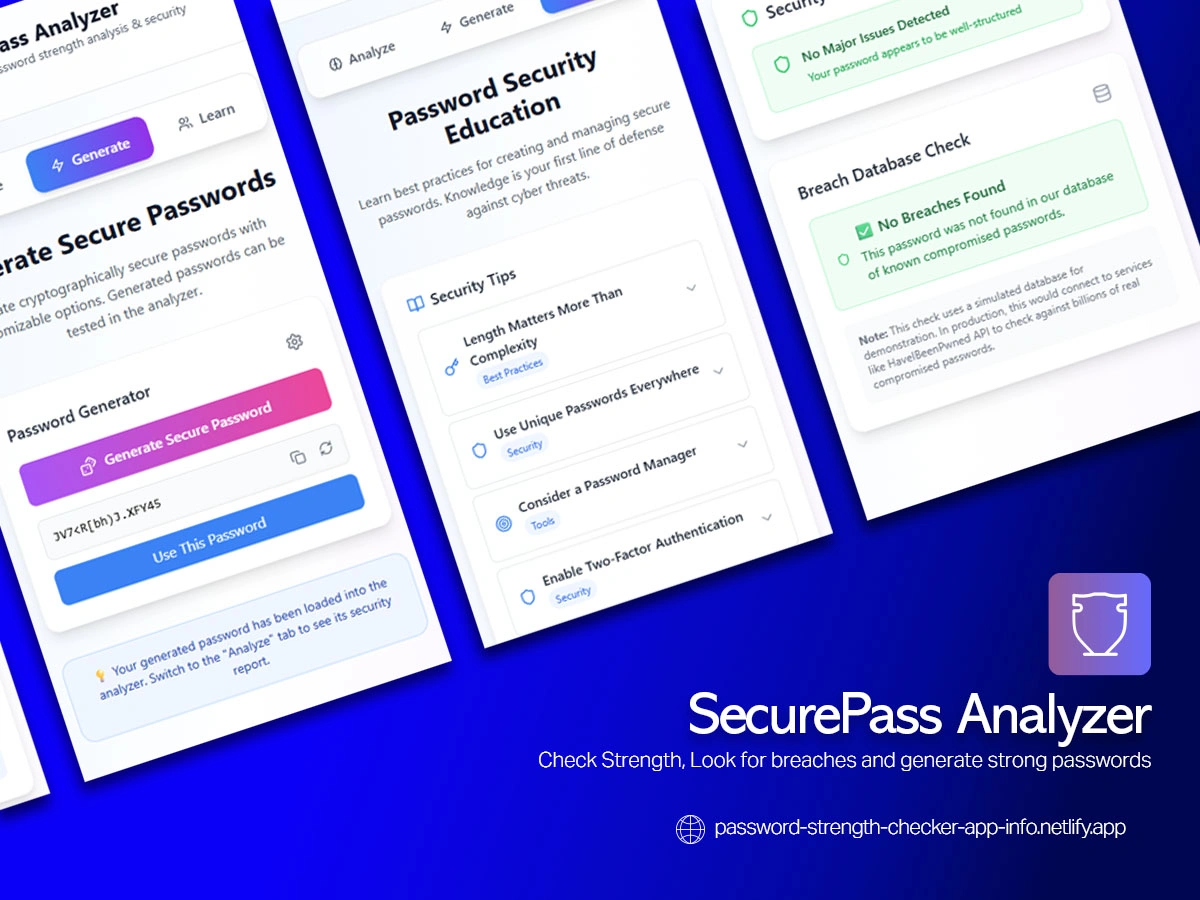 Pass Analyzer
password strength analysis & security
Generate
Learn
Generate Secure Passwords
cryptographically secure passwords with
options. Generated passwords can be
tested in the analyzer.
Password Generator
Generate Secure Password
JV7<R[bh)J.XFY45
Use This Password
💡 Your generated password has been loaded into the
analyzer. Switch to the "Analyze" tab to see its security
report.
Analyze
Generate
Password Security
Education
Learn best practices for creating and managing secure
passwords. Knowledge is your first line of defense
against cyber threats.
Security Tips
Length Matters More Than
Complexity
Best Practices
Use Unique Passwords Everywhere
Security
Consider a Password Manager
Tools
Enable Two-Factor Authentication
Security
Security
No Major Issues Detected
Your password appears to be well-structured
Breach Database Check
✅ No Breaches Found
This password was not found in our database
of known compromised passwords.
Note: This check uses a simulated database for
demonstration. In production, this would connect to services
like HaveIBeenPwned API to check against billions of real
compromised passwords.
SecurePass Analyzer
Check Strength, Look for breaches and generate strong passwords
password-strength-checker-app-info.netlify.app